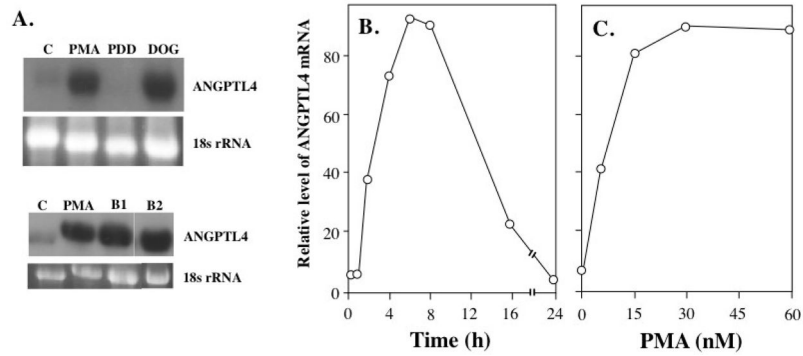 A.
C PMA PDD DOG
ANGPTL4
18s rRNA
C PMA B1 B2
ANGPTL4
18s rRNA
B.
Relative level of ANGPTL4 mRNA
80
60
40
20
0
0 4 8 12 16 24
Time (h)
C.
0 15 30 45 60
PMA (nM)